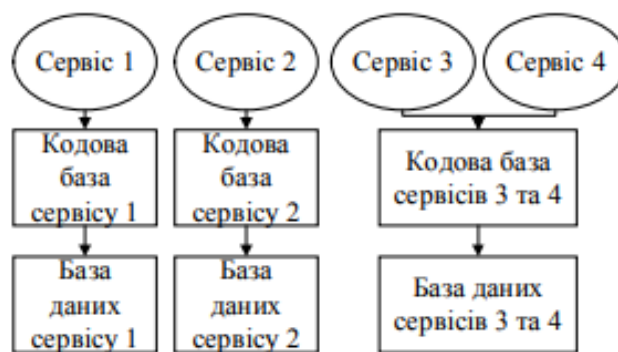 Сервіс 1
Сервіс 2
Сервіс 3
Сервіс 4
Кодова
база
сервісу 1
Кодова
база
сервісу 2
Кодова база
сервісів 3 та 4
База
даних
сервісу 1
База
даних
сервісу 2
База даних
сервісів 3 та 4